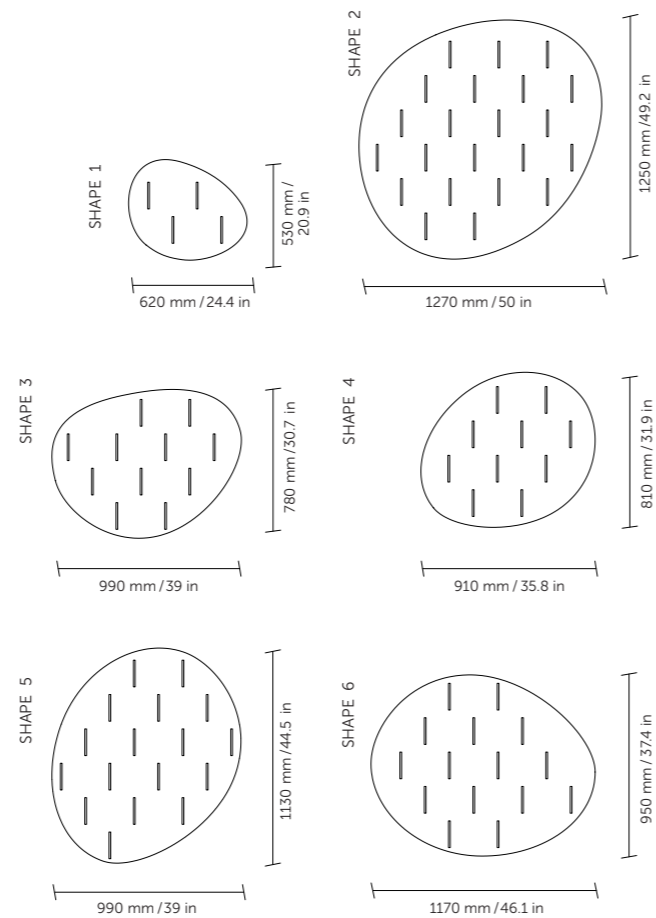 SHAPE 1
530 mm /
20.9 in
620 mm / 24.4 in
SHAPE 2
1250 mm /49.2 in
1270 mm / 50 in
SHAPE 3
780 mm /30.7 in
990 mm / 39 in
SHAPE 4
810 mm /31.9 in
910 mm / 35.8 in
SHAPE 5
1130 mm /44.5 in
990 mm / 39 in
SHAPE 6
950 mm /37.4 in
1170 mm / 46.1 in